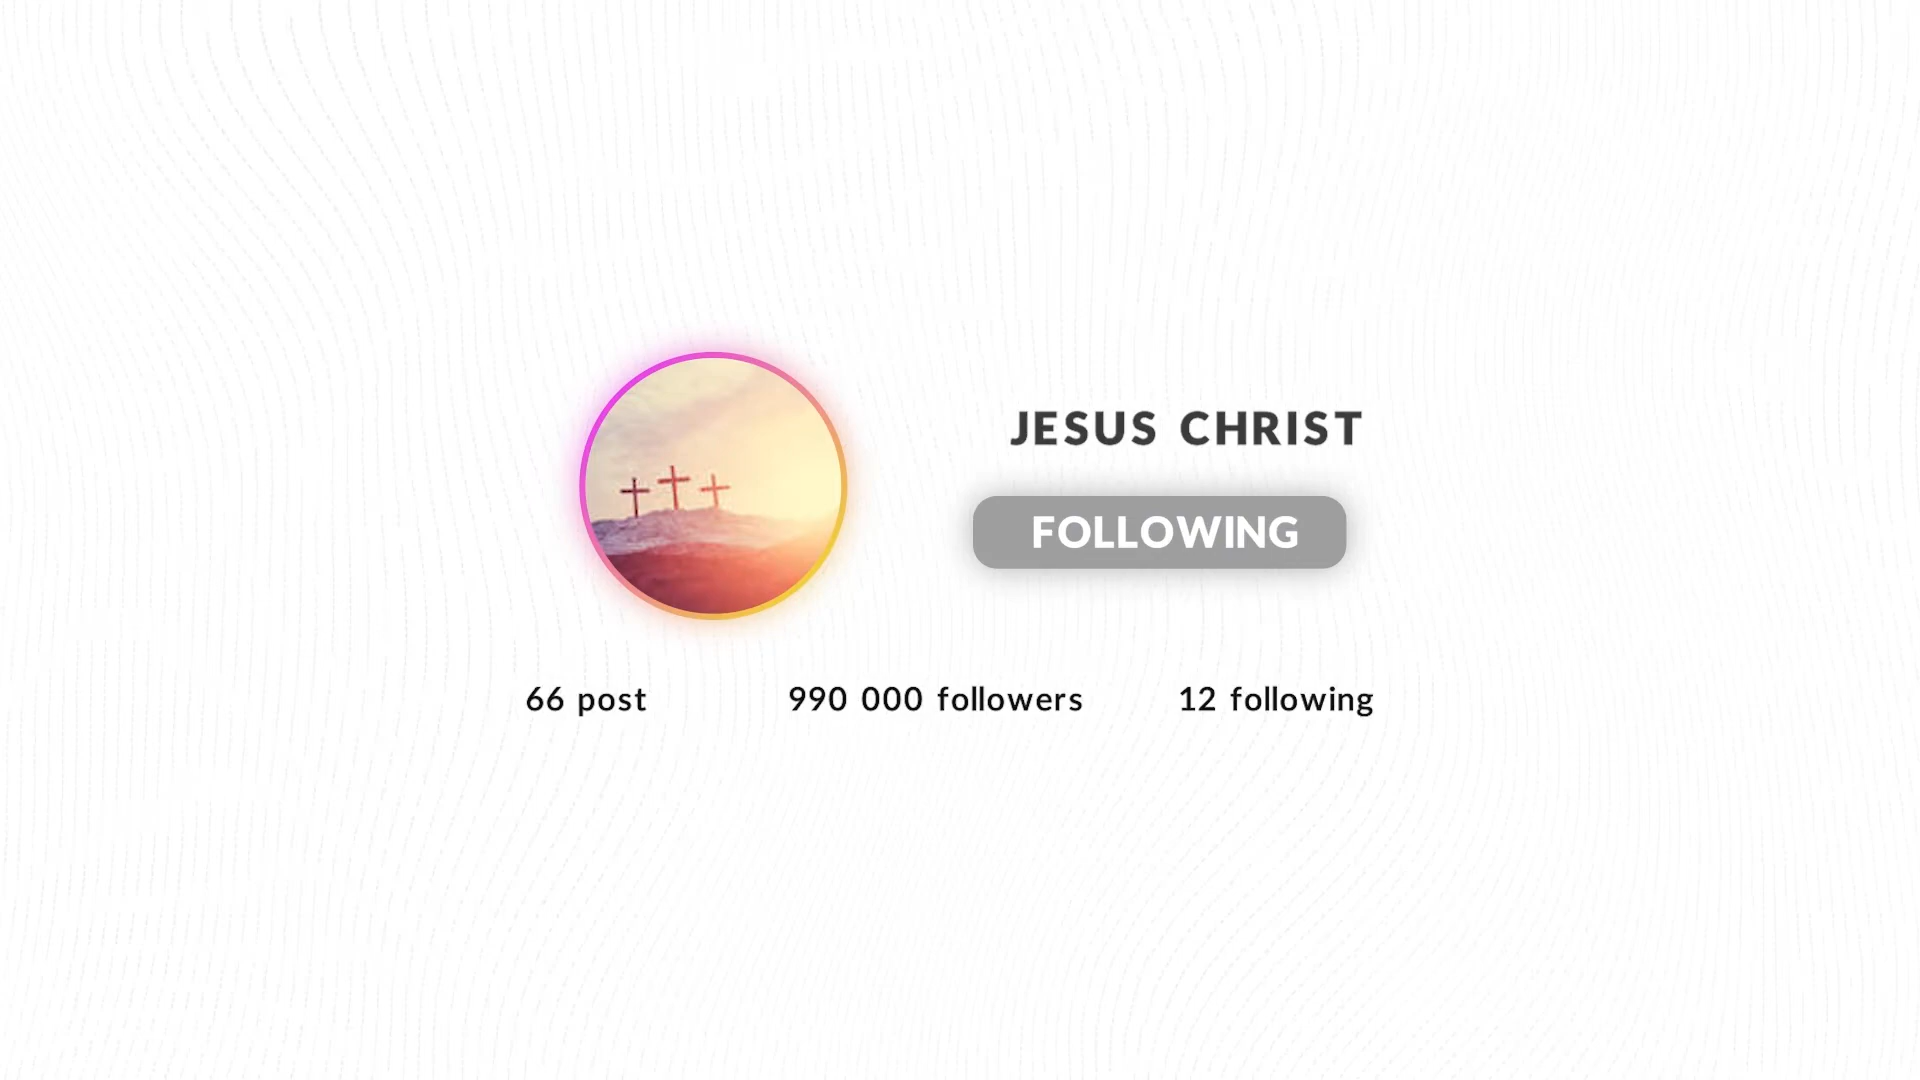 JESUS CHRIST
FOLLOWING
66 post
990 000 followers
12 following